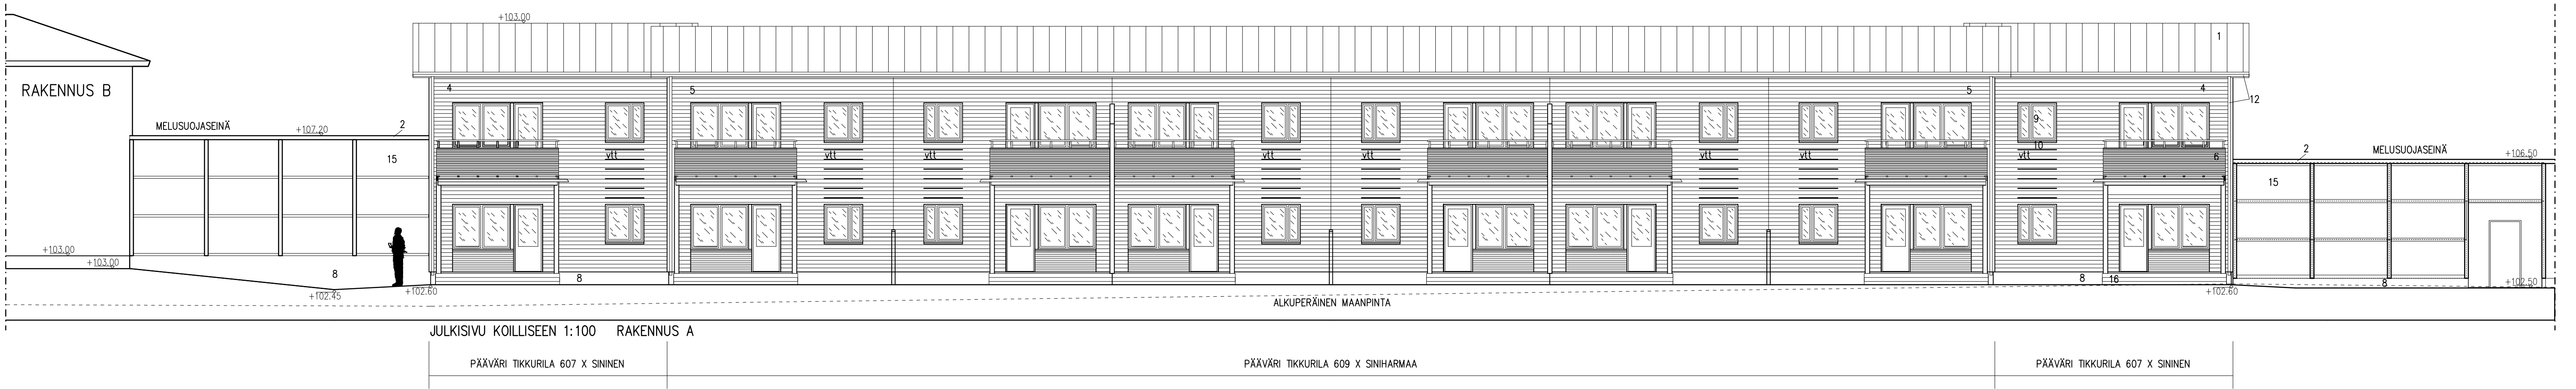 +103.00
1
RAKENNUS B
4
5
5
4
12
MELUSUOJASEINÄ
+107.20
2
9
15
vtt
vtt
vtt
vtt
vtt
vtt
vtt
10
vtt
6
2
MELUSUOJASEINÄ
+106.50
15
+103.00
+103.00
8
8
8
16
8
+102.50
+102.45
+102.60
+102.60
ALKUPERÄINEN MAANPINTA
JULKISIVU KOILLISEEN 1:100 RAKENNUS A
PÄÄVÄRI TIKKURILA 607 X SININEN
PÄÄVÄRI TIKKURILA 609 X SINIHARMAA
PÄÄVÄRI TIKKURILA 607 X SININEN